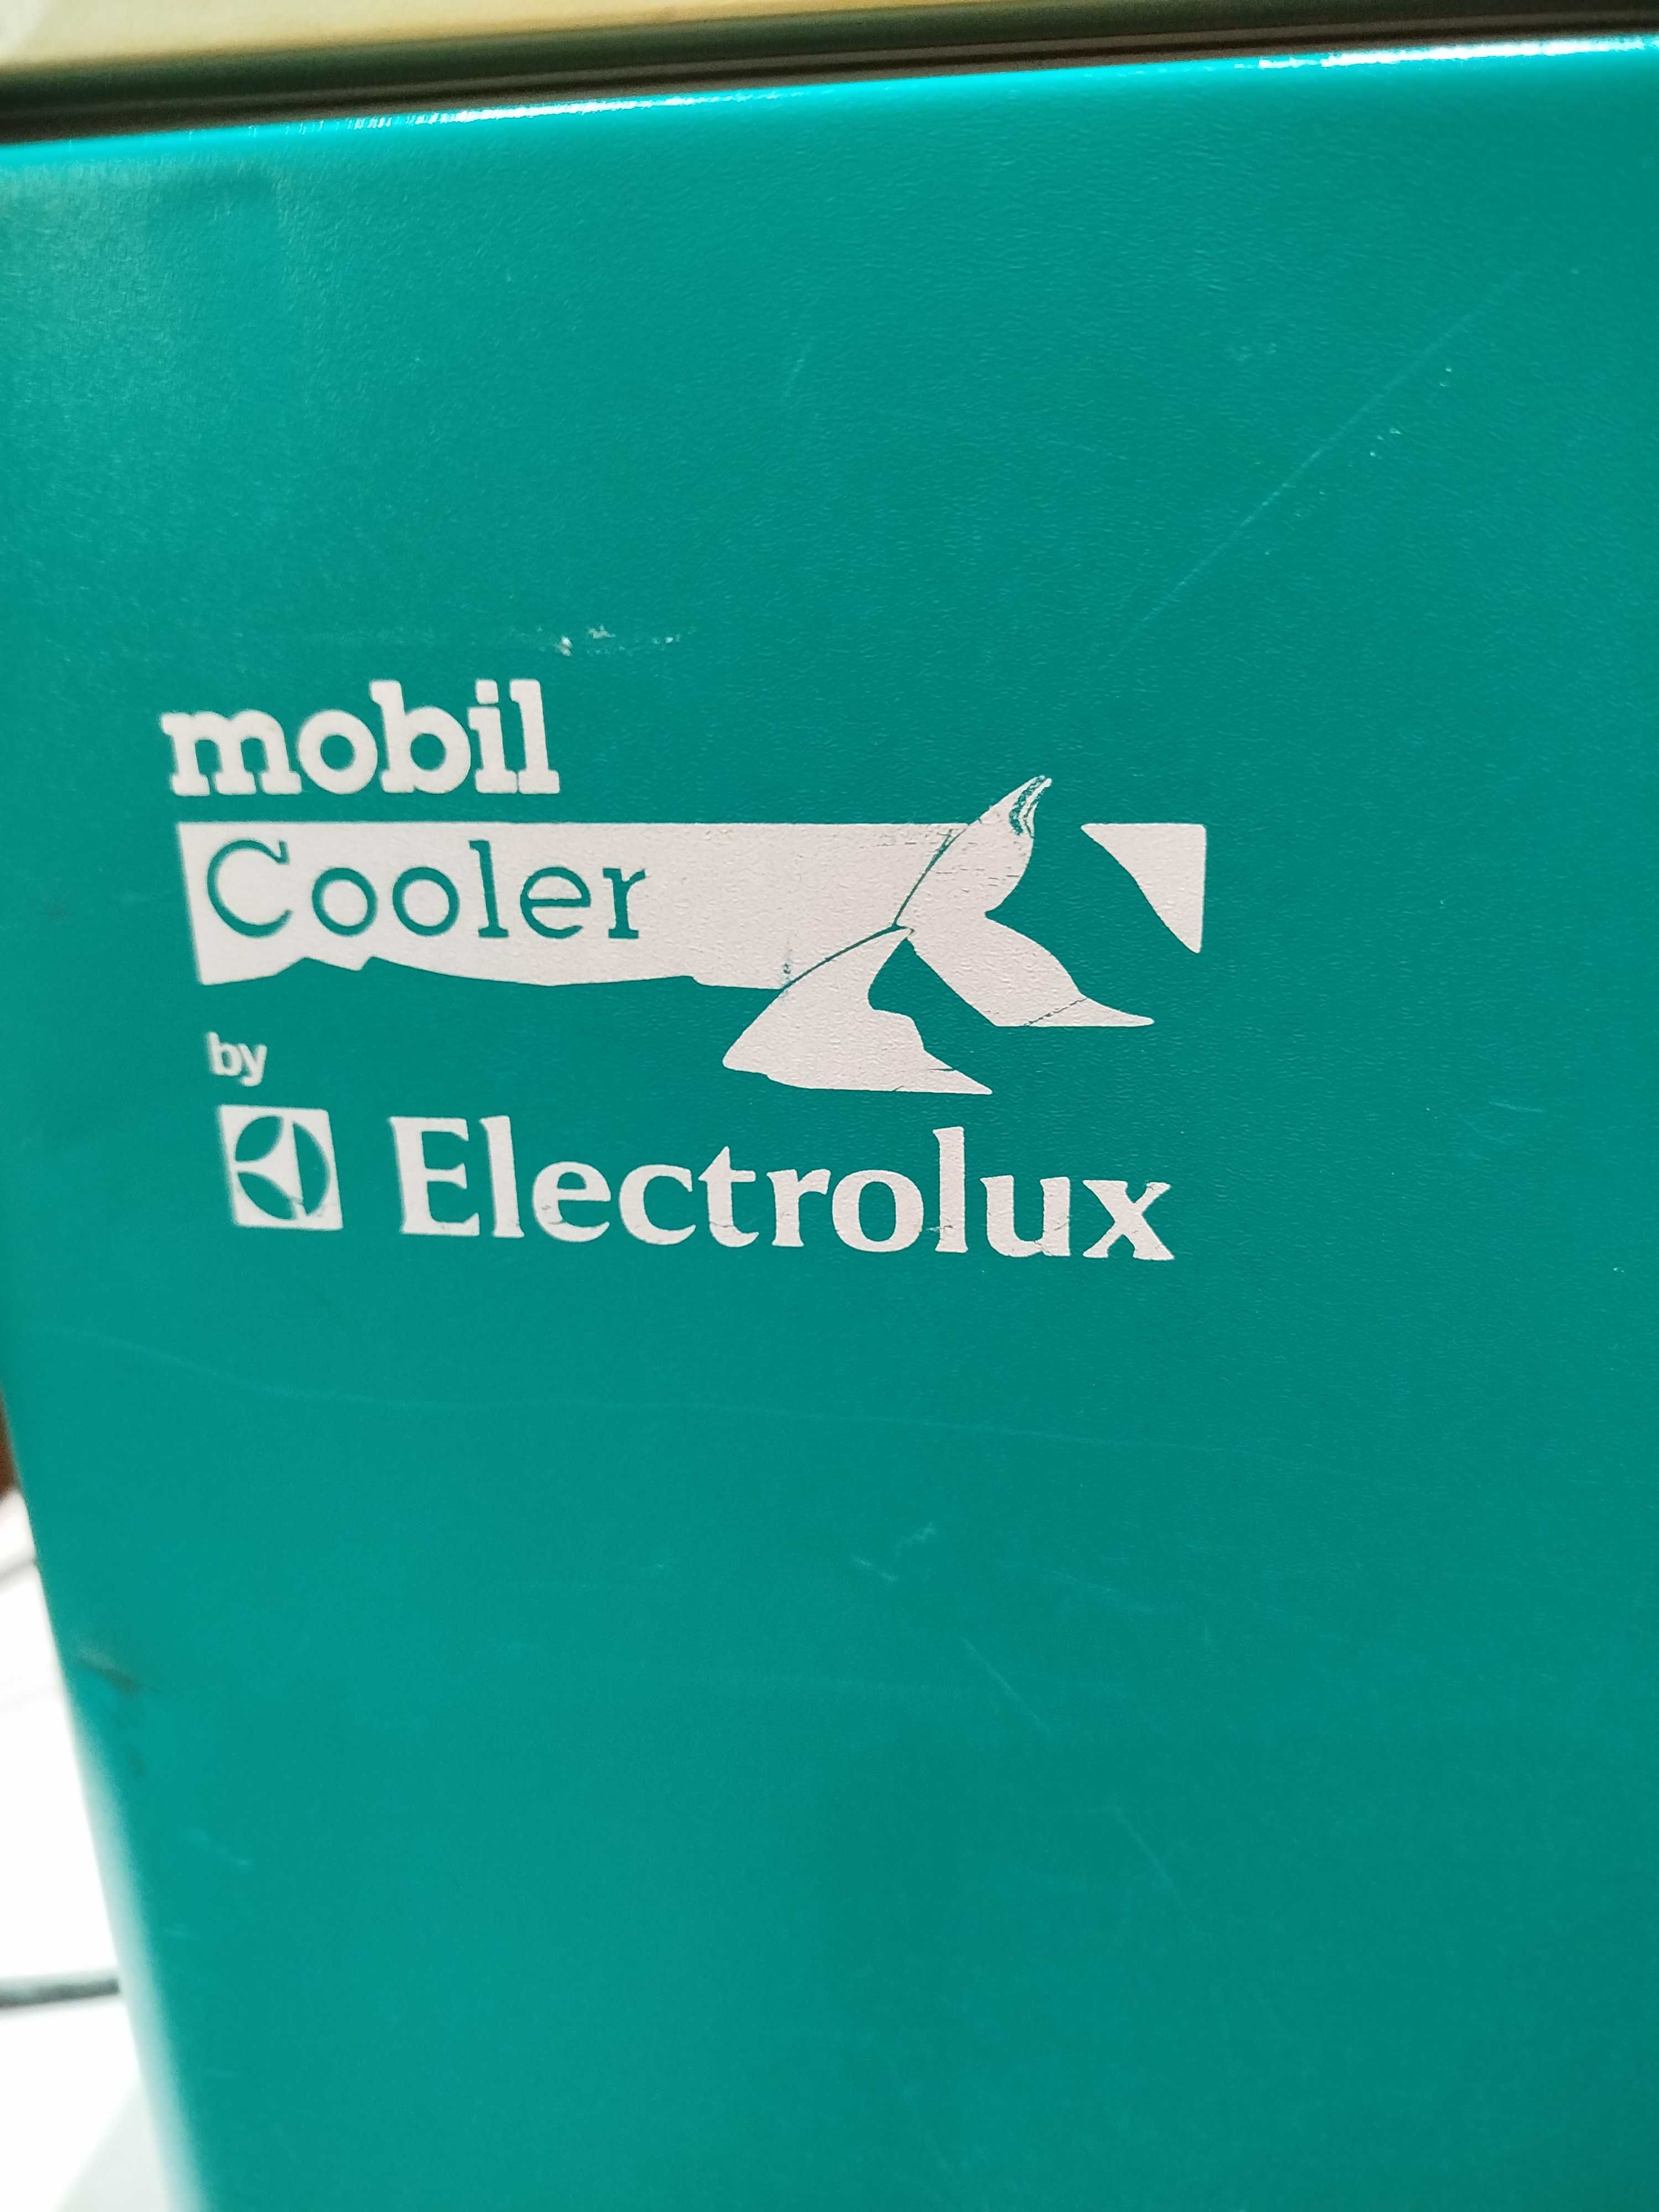 mobil
Cooler
by
Electrolux